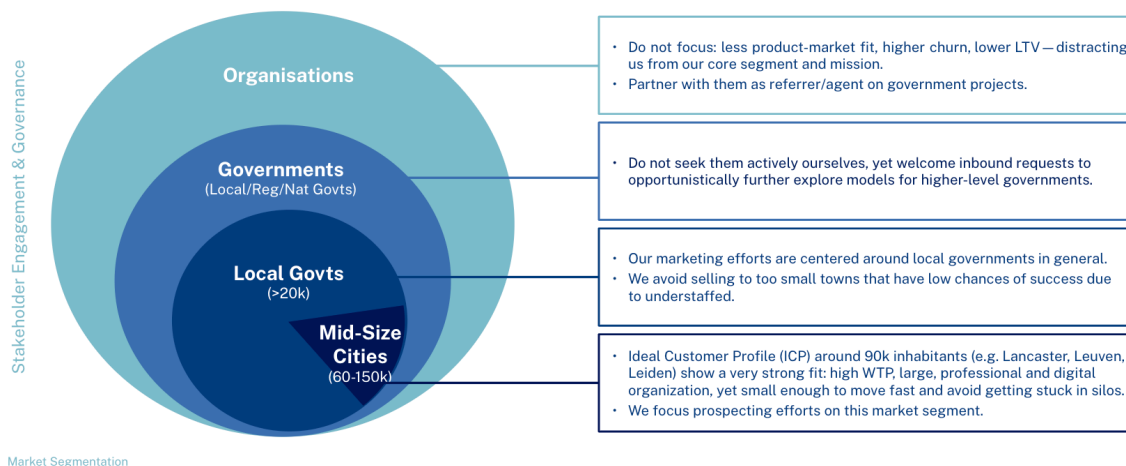 Stakeholder Engagement & Governance
Organisations
• Do not focus: less product-market fit, higher churn, lower LTV — distracting
us from our core segment and mission.
• Partner with them as referrer/agent on government projects.
Governments
(Local/Reg/Nat Govts)
• Do not seek them actively ourselves, yet welcome inbound requests to
opportunistically further explore models for higher-level governments.
Local Govts
(>20k)
• Our marketing efforts are centered around local governments in general.
• We avoid selling to too small towns that have low chances of success due
to understaffed.
Mid-Size
Cities
(60-150k)
• Ideal Customer Profile (ICP) around 90k inhabitants (e.g. Lancaster, Leuven,
Leiden) show a very strong fit: high WTP, large, professional and digital
organization, yet small enough to move fast and avoid getting stuck in silos.
• We focus prospecting efforts on this market segment.
Market Segmentation